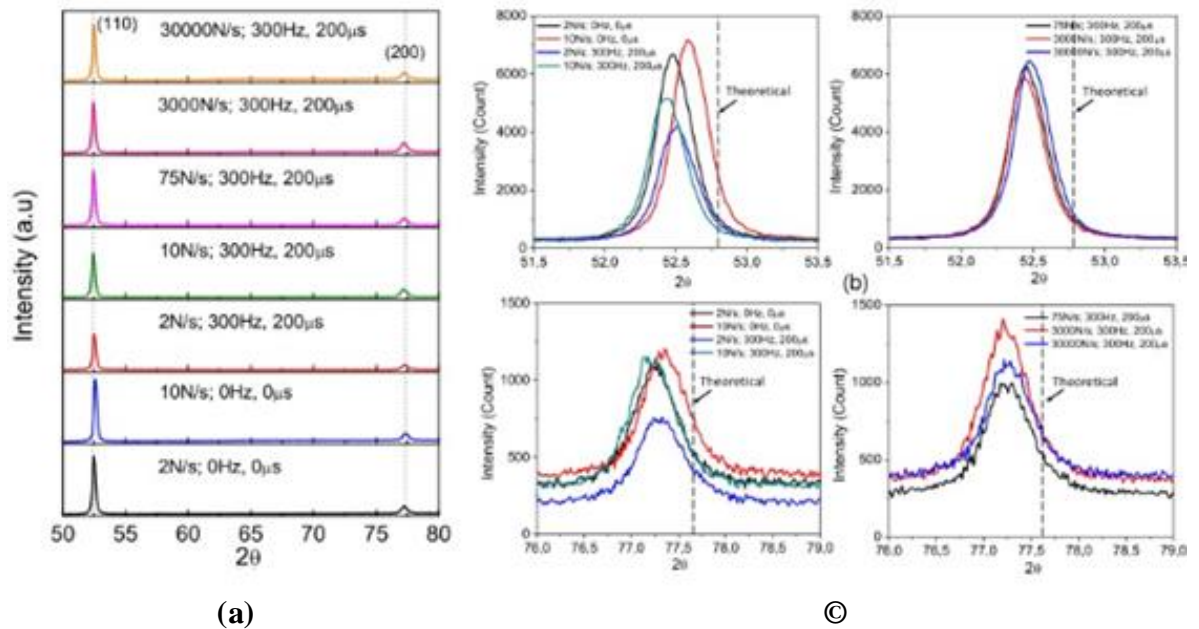 (110)
30000N/s; 300Hz, 200μs
(200)
3000N/s; 300Hz, 200μs
75N/s; 300Hz, 200μs
10N/s; 300Hz, 200μs
2N/s; 300Hz, 200μs
10N/s; 0Hz, 0μs
2N/s; 0Hz, 0μs
Intensity (a.u)
50 55 60 65 70 75 80
2θ
(a)
8000
6000
4000
2000
0
Intensity (Count)
2N/s; 0Hz, 0μs
10N/s; 0Hz, 0μs
2N/s; 300Hz, 200μs
10N/s; 300Hz, 200μs
Theoretical
51,5 52,0 52,5 53,0 53,5
2θ
8000
6000
4000
2000
0
Intensity (Count)
75N/s; 300Hz, 200μs
3000N/s; 300Hz, 200μs
30000N/s; 300Hz, 200μs
Theoretical
51,5 52,0 52,5 53,0 53,5
2θ
(b)
1500
1000
500
0
Intensity (Count)
2N/s; 0Hz, 0μs
10N/s; 0Hz, 0μs
2N/s; 300Hz, 200μs
10N/s; 300Hz, 200μs
Theoretical
76,0 76,5 77,0 77,5 78,0 78,5 79,0
2θ
1500
1000
500
0
Intensity (Count)
75N/s; 300Hz, 200μs
3000N/s; 300Hz, 200μs
30000N/s; 300Hz, 200μs
Theoretical
76,0 76,5 77,0 77,5 78,0 78,5 79,0
2θ
©